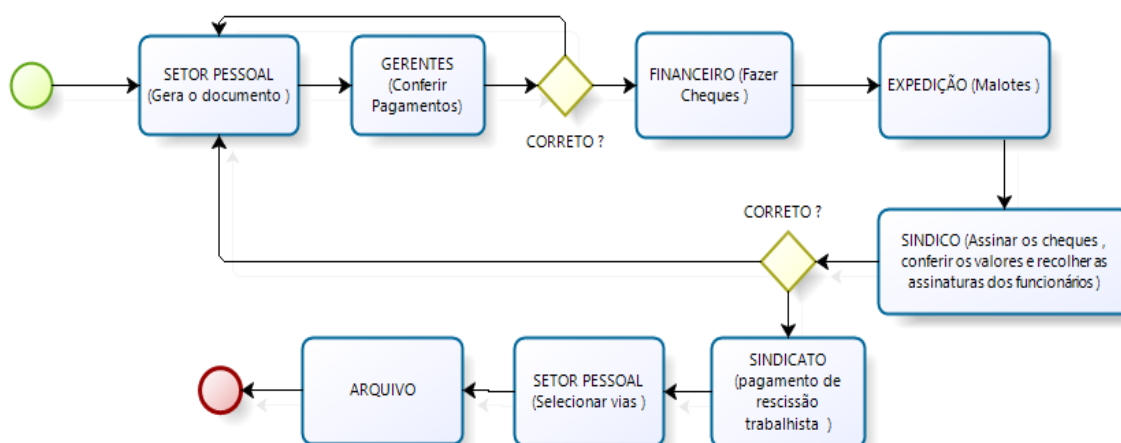 SETOR PESSOAL
(Gera o documento )
GERENTES
(Conferir
Pagamentos)
CORRETO ?
FINANCEIRO (Fazer
Cheques )
EXPEDIÇÃO (Malotes )
SINDICO (Assinar os cheques ,
conferir os valores e recolher as
assinaturas dos funcionários )
CORRETO ?
SINDICATO
(pagamento de
rescissão
trabalhista )
SETOR PESSOAL
(Selecionar vias )
ARQUIVO